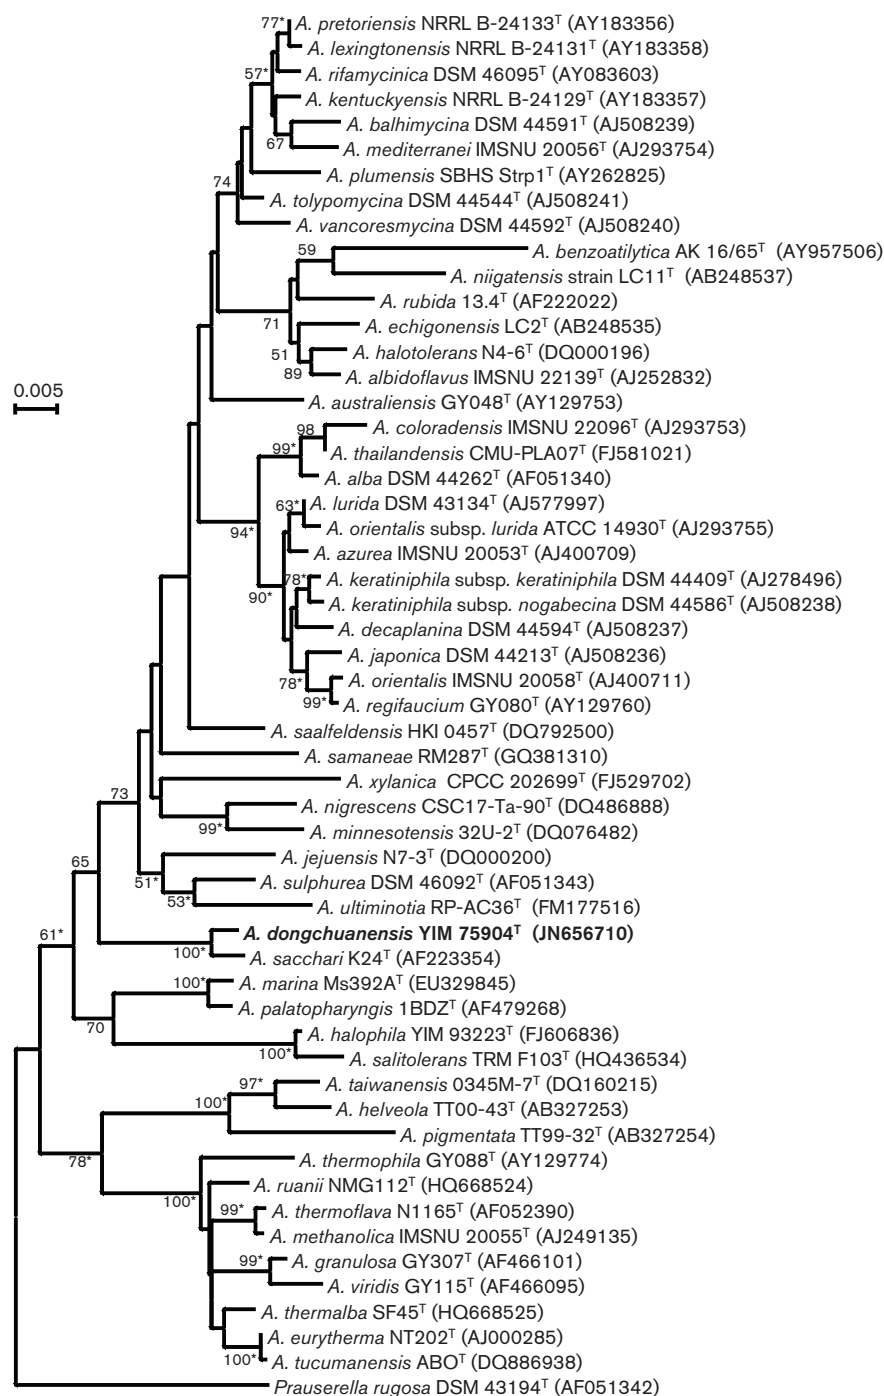 77*
A. pretoriensis NRRL B-24133ᵀ (AY183356)
A. lexingtonensis NRRL B-24131ᵀ (AY183358)
A. rifamycinica DSM 46095ᵀ (AY083603)
57*
A. kentuckyensis NRRL B-24129ᵀ (AY183357)
A. balhimycina DSM 44591ᵀ (AJ508239)
67
A. mediterranei IMSNU 20056ᵀ (AJ293754)
A. plumensis SBHS Strp1ᵀ (AY262825)
74
A. tolypomycina DSM 44544ᵀ (AJ508241)
A. vancoresmycina DSM 44592ᵀ (AJ508240)
59
A. benzoatilytica AK 16/65ᵀ (AY957506)
A. niigatensis strain LC11ᵀ (AB248537)
A. rubida 13.4ᵀ (AF222022)
71
A. echigonensis LC2ᵀ (AB248535)
51
A. halotolerans N4-6ᵀ (DQ000196)
89
A. albidoflavus IMSNU 22139ᵀ (AJ252832)
0.005
A. australiensis GY048ᵀ (AY129753)
98
A. coloradensis IMSNU 22096ᵀ (AJ293753)
99*
A. thailandensis CMU-PLA07ᵀ (FJ581021)
A. alba DSM 44262ᵀ (AF051340)
63*
A. lurida DSM 43134ᵀ (AJ577997)
94*
A. orientalis subsp. lurida ATCC 14930ᵀ (AJ293755)
A. azurea IMSNU 20053ᵀ (AJ400709)
78*
A. keratiniphila subsp. keratiniphila DSM 44409ᵀ (AJ278496)
90*
A. keratiniphila subsp. nogabecina DSM 44586ᵀ (AJ508238)
A. decaplanina DSM 44594ᵀ (AJ508237)
A. japonica DSM 44213ᵀ (AJ508236)
78*
A. orientalis IMSNU 20058ᵀ (AJ400711)
99*
A. regifaucium GY080ᵀ (AY129760)
A. saalfeldensis HKI 0457ᵀ (DQ792500)
A. samaneae RM287ᵀ (GQ381310)
A. xylanica CPCC 202699ᵀ (FJ529702)
73
A. nigrescens CSC17-Ta-90ᵀ (DQ486888)
99*
A. minnesotensis 32U-2ᵀ (DQ076482)
A. jejuensis N7-3ᵀ (DQ000200)
65
51*
A. sulphurea DSM 46092ᵀ (AF051343)
53*
A. ultiminotia RP-AC36ᵀ (FM177516)
61*
A. dongchuanensis YIM 75904ᵀ (JN656710)
100*
A. sacchari K24ᵀ (AF223354)
100*
A. marina Ms392Aᵀ (EU329845)
A. palatopharyngis 1BDZᵀ (AF479268)
70
A. halophila YIM 93223ᵀ (FJ606836)
100*
A. salitolerans TRM F103ᵀ (HQ436534)
97*
A. taiwanensis 0345M-7ᵀ (DQ160215)
100*
A. helveola TT00-43ᵀ (AB327253)
A. pigmentata TT99-32ᵀ (AB327254)
78*
A. thermophila GY088ᵀ (AY129774)
100*
A. ruanii NMG112ᵀ (HQ668524)
99*
A. thermoflava N1165ᵀ (AF052390)
A. methanolica IMSNU 20055ᵀ (AJ249135)
99*
A. granulosa GY307ᵀ (AF466101)
A. viridis GY115ᵀ (AF466095)
A. thermalba SF45ᵀ (HQ668525)
A. eurytherma NT202ᵀ (AJ000285)
100*
A. tucumanensis ABOᵀ (DQ886938)
Prauserella rugosa DSM 43194ᵀ (AF051342)